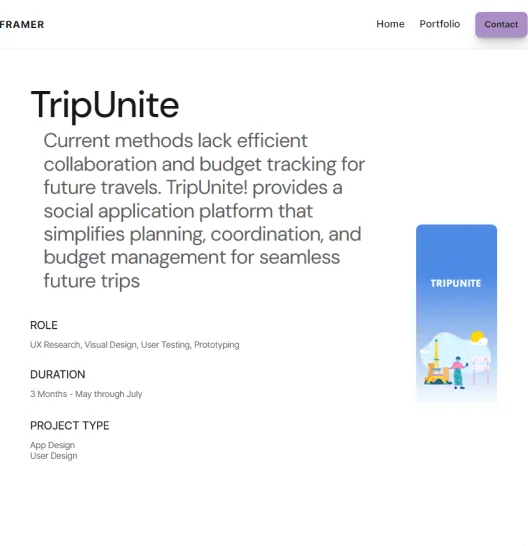 FRAMER
Home
Portfolio
Contact
TripUnite
Current methods lack efficient
collaboration and budget tracking for
future travels. TripUnite! provides a
social application platform that
simplifies planning, coordination, and
budget management for seamless
future trips
TRIPUNITE
ROLE
UX Research, Visual Design, User Testing, Prototyping
DURATION
3 Months - May through July
PROJECT TYPE
App Design
User Design